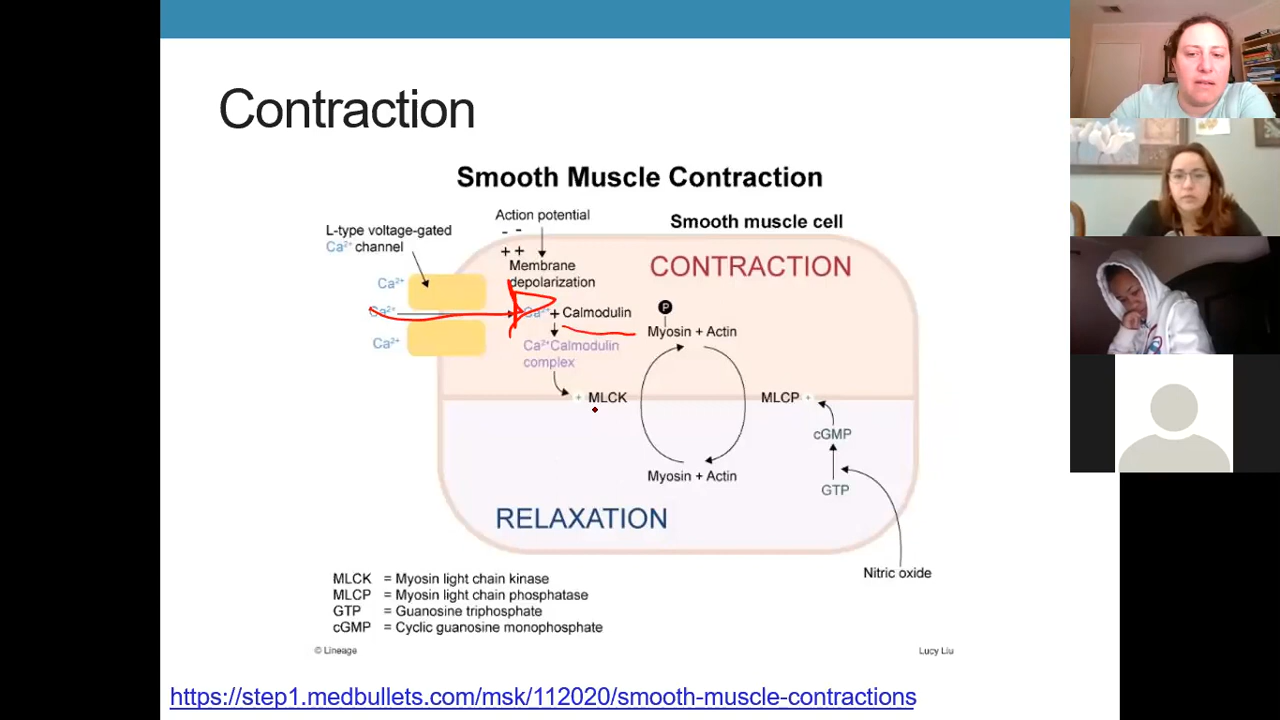 Contraction
Smooth Muscle Contraction
Action potential
Smooth muscle cell
L-type voltage-gated
Ca²⁺ channel
- -
+ +
Membrane
depolarization
CONTRACTION
Ca²⁺
Ca²⁺
Ca²⁺ + Calmodulin
P
Myosin + Actin
Ca²⁺
Ca²⁺Calmodulin
complex
+ MLCK
MLCP +
cGMP
Myosin + Actin
GTP
RELAXATION
Nitric oxide
MLCK = Myosin light chain kinase
MLCP = Myosin light chain phosphatase
GTP = Guanosine triphosphate
cGMP = Cyclic guanosine monophosphate
© Lineage
Lucy Liu
https://step1.medbullets.com/msk/112020/smooth-muscle-contractions